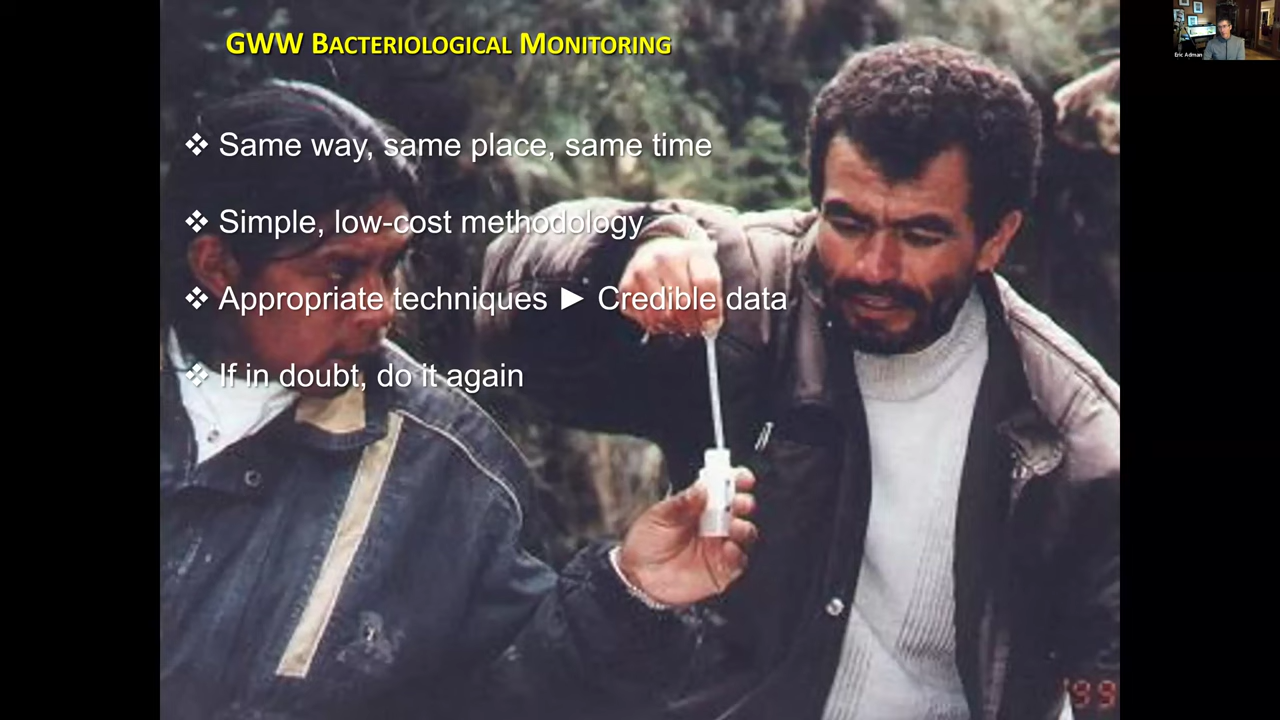 GWW BACTERIOLOGICAL MONITORING
Eric Adman
❖ Same way, same place, same time
❖ Simple, low-cost methodology
❖ Appropriate techniques ► Credible data
❖ If in doubt, do it again
'99